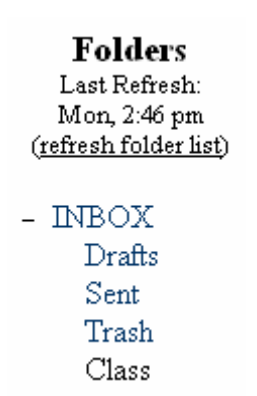 Folders
Last Refresh:
Mon, 2:46 pm
(refresh folder list)
– INBOX
Drafts
Sent
Trash
Class